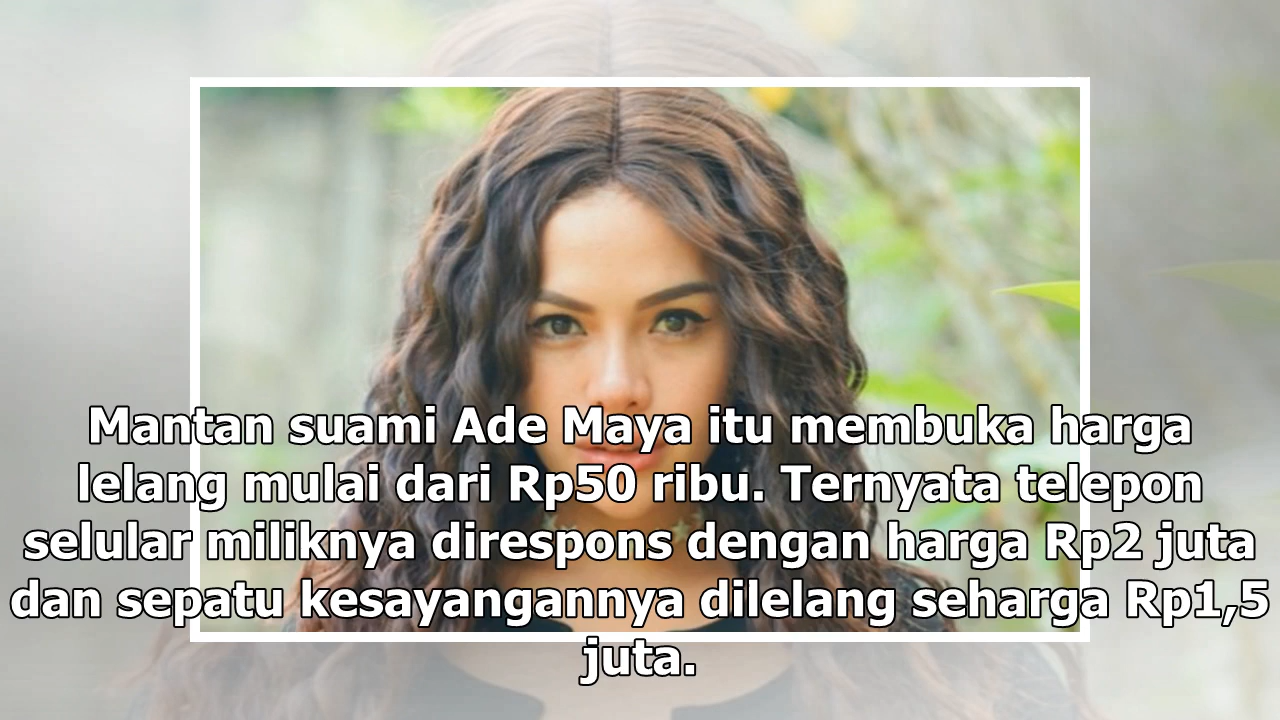 Mantan suami Ade Maya itu membuka harga
lelang mulai dari Rp50 ribu. Ternyata telepon
selular miliknya direspons dengan harga Rp2 juta
dan sepatu kesayangannya dilelang seharga Rp1,5
juta.